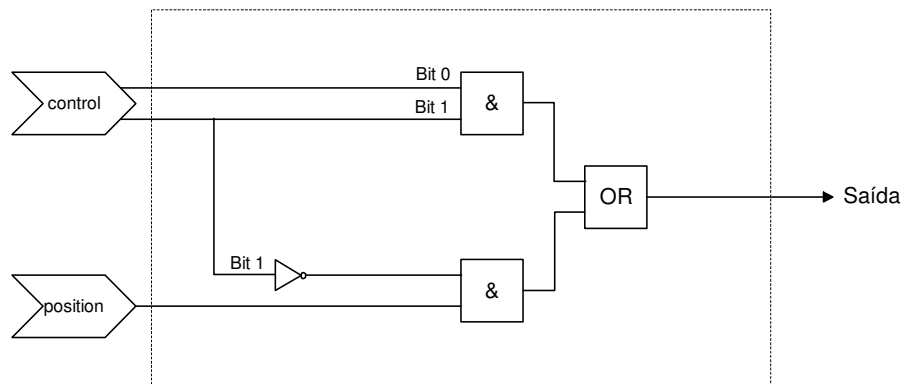 Bit 0
control
Bit 1
&
OR
Saída
Bit 1
position
&